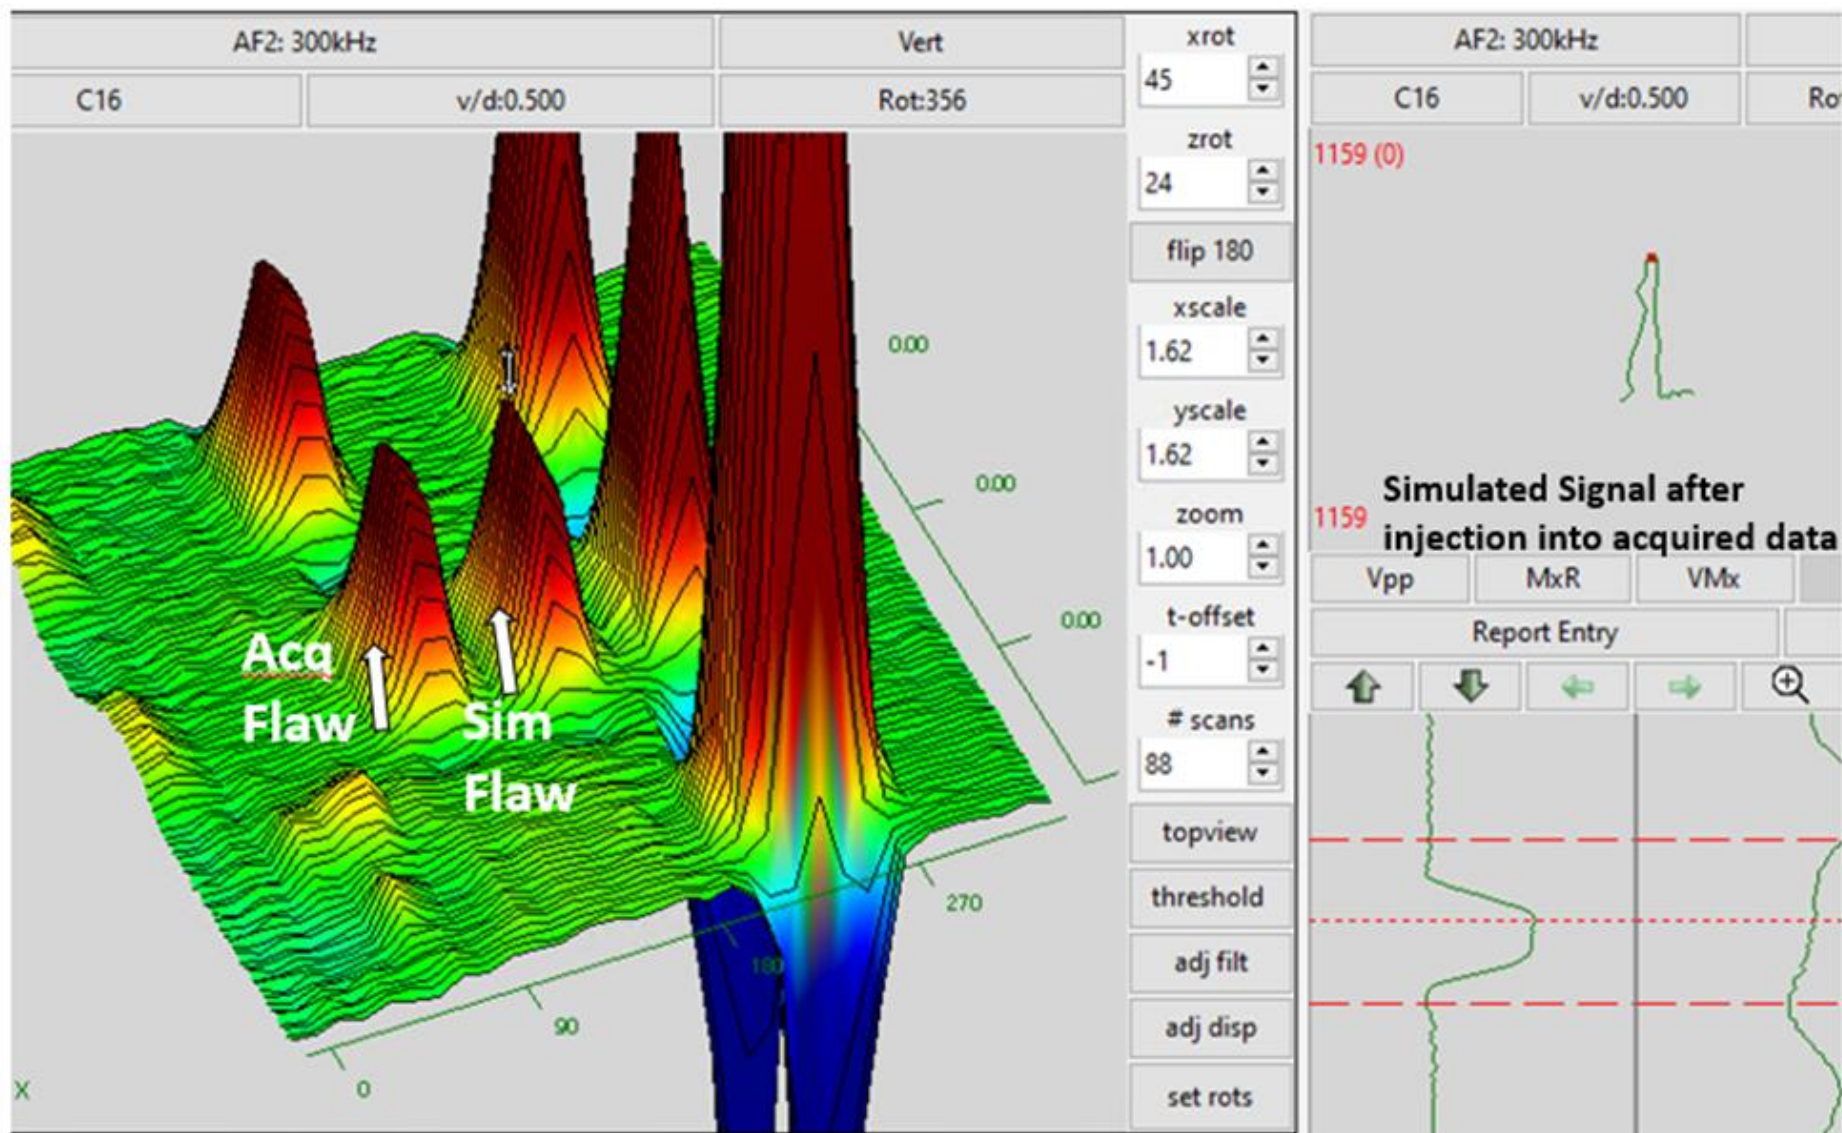 AF2: 300kHz
Vert
C16
v/d:0.500
Rot:356
xrot
45
zrot
24
flip 180
xscale
1.62
yscale
1.62
zoom
1.00
t-offset
-1
# scans
88
topview
threshold
adj filt
adj disp
set rots
0.00
0.00
0.00
Acq
Flaw
Sim
Flaw
270
180
90
0
X
AF2: 300kHz
C16
v/d:0.500
1159 (0)
Simulated Signal after
injection into acquired data
1159
Vpp
MxR
VMx
Report Entry